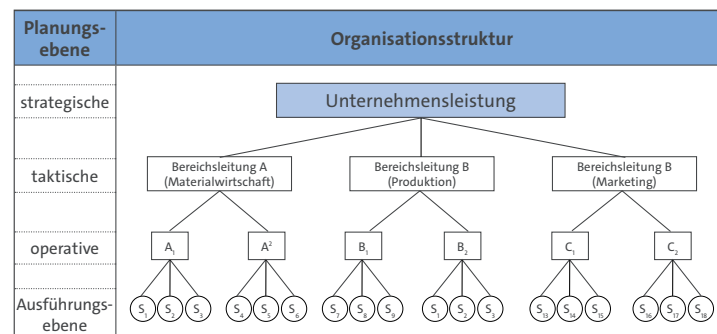 Planungs-
ebene
Organisationsstruktur
strategische
Unternehmensleistung
taktische
Bereichsleitung A
(Materialwirtschaft)
Bereichsleitung B
(Produktion)
Bereichsleitung B
(Marketing)
operative
A₁
A²
B₁
B₂
C₁
C₂
Ausführungs-
ebene
S₁ S₂ S₃ S₄ S₅ S₆ S₇ S₈ S₉ S₁ S₂ S₃ S₁₃ S₁₄ S₁₅ S₁₆ S₁₇ S₁₈